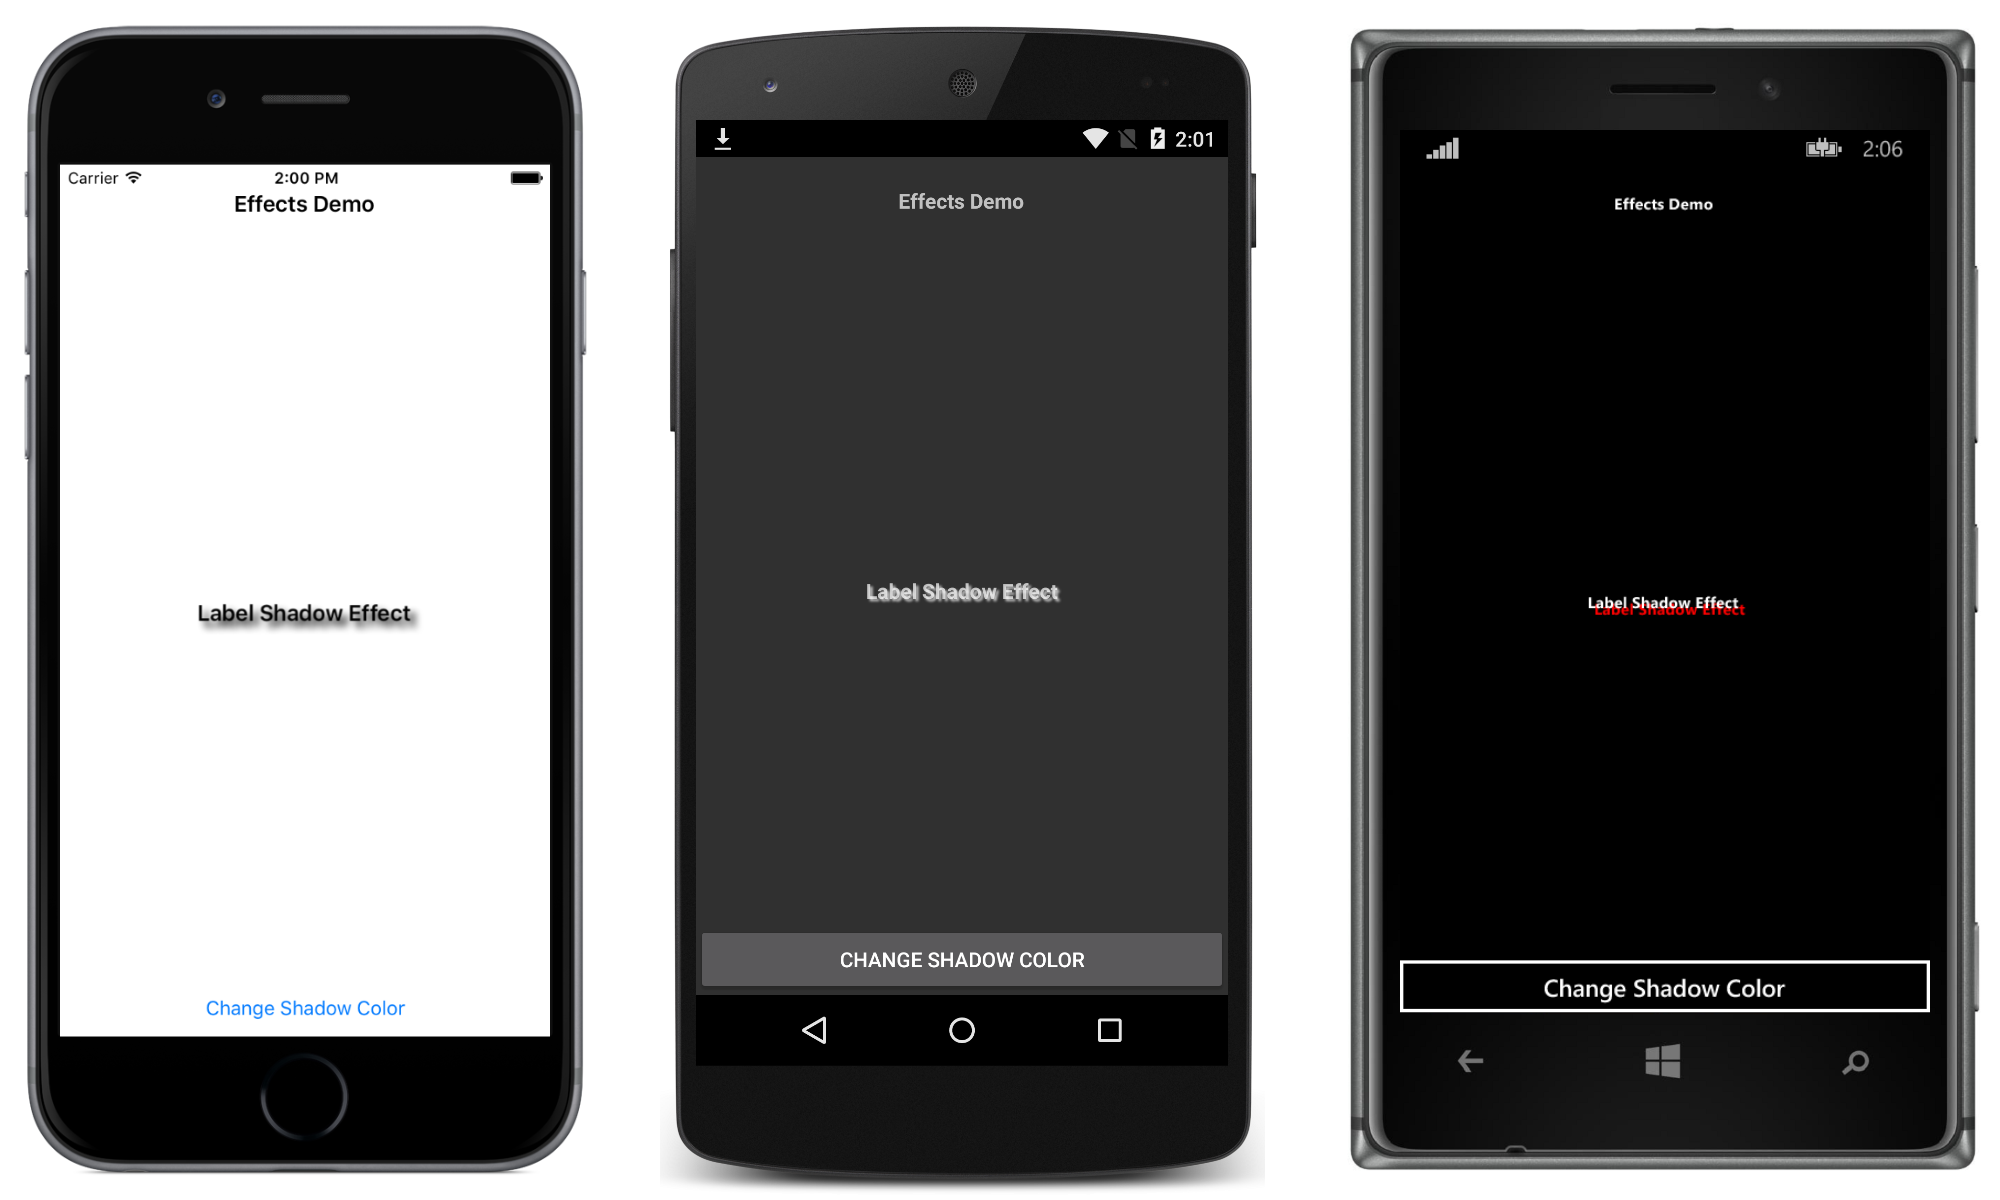 Carrier
2:00 PM
Effects Demo
Label Shadow Effect
Change Shadow Color
2:01
Effects Demo
Label Shadow Effect
CHANGE SHADOW COLOR
2:06
Effects Demo
Label Shadow Effect
Label Shadow Effect
Change Shadow Color